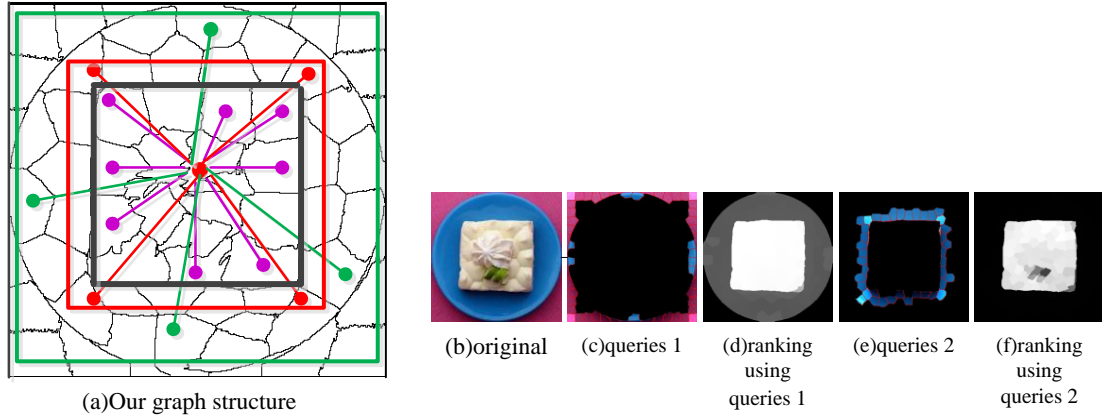 (a)Our graph structure
(b)original
(c)queries 1
(d)ranking
using
queries 1
(e)queries 2
(f)ranking
using
queries 2